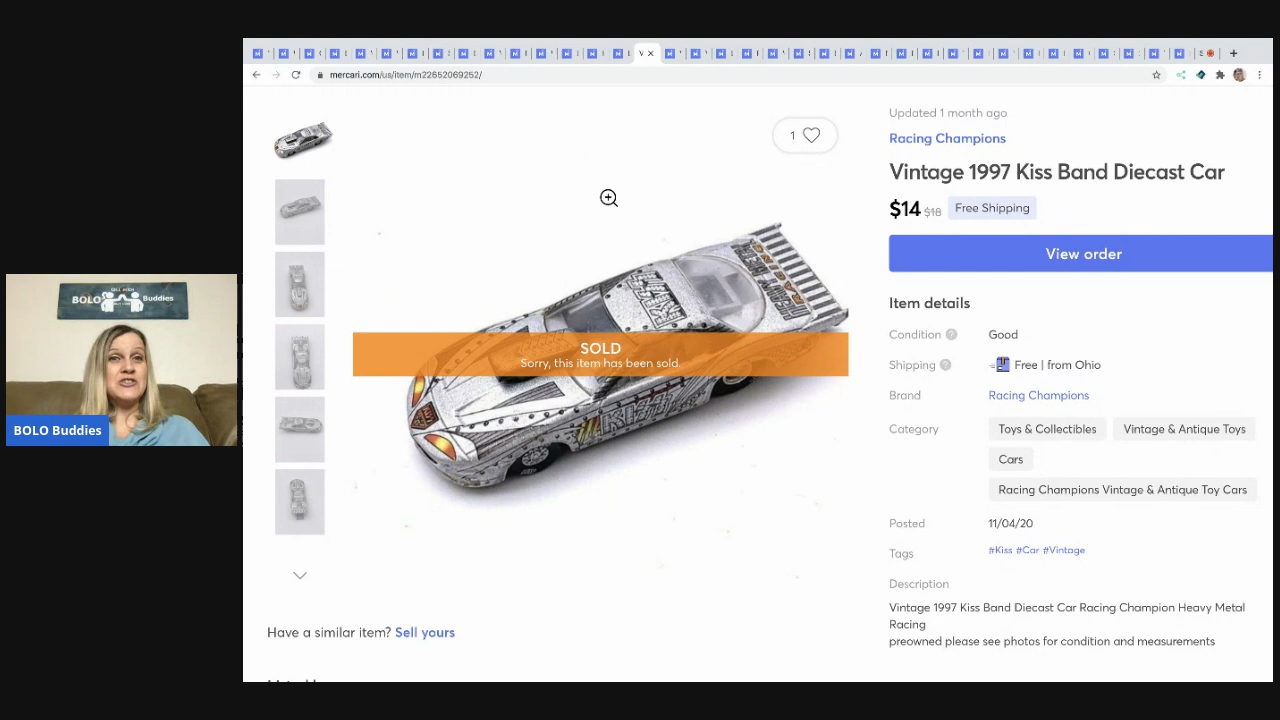 mercari.com/us/item/m22652069252/
Updated 1 month ago
Racing Champions
1
Vintage 1997 Kiss Band Diecast Car
$14 $18 Free Shipping
View order
SOLD
Sorry, this item has been sold.
BOLO Buddies
BOLO Buddies
Item details
Condition Good
Shipping Free | from Ohio
Brand Racing Champions
Category Toys & Collectibles Vintage & Antique Toys
Cars
Racing Champions Vintage & Antique Toy Cars
Posted 11/04/20
Tags #Kiss #Car #Vintage
Description
Vintage 1997 Kiss Band Diecast Car Racing Champion Heavy Metal
Racing
preowned please see photos for condition and measurements
Have a similar item? Sell yours